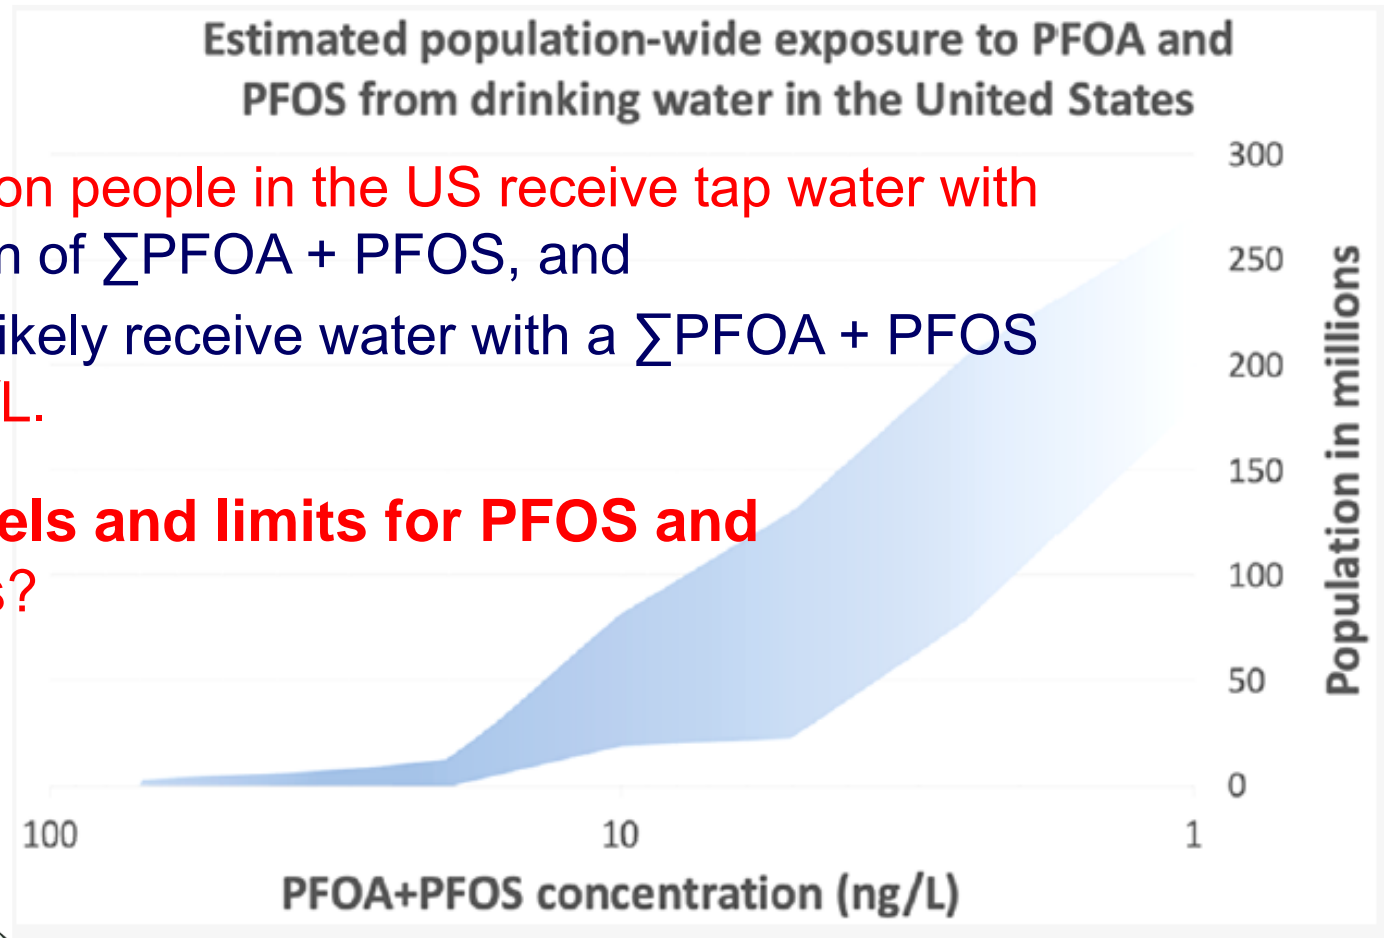 Estimated population-wide exposure to PFOA and
PFOS from drinking water in the United States
on people in the US receive tap water with
n of ∑PFOA + PFOS, and
ikely receive water with a ∑PFOA + PFOS
L.
els and limits for PFOS and
s?
300
250
200
150
100
50
0
Population in millions
100
10
1
PFOA+PFOS concentration (ng/L)